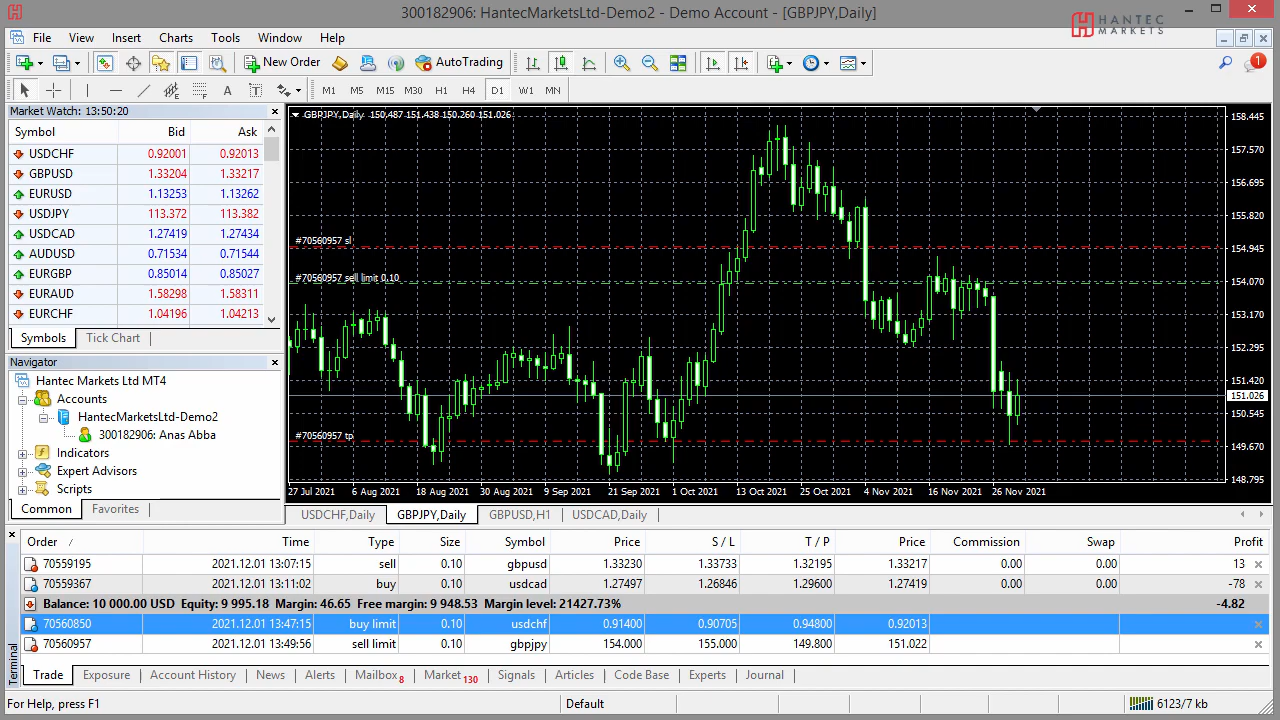 300182906: HantecMarketsLtd-Demo2 - Demo Account - [GBPJPY,Daily]
HANTEC
MARKETS
File View Insert Charts Tools Window Help
New Order AutoTrading 1
A T M1 M5 M15 M30 H1 H4 D1 W1 MN
Market Watch: 13:50:20
Symbol Bid Ask
USDCHF 0.92001 0.92013
GBPUSD 1.33204 1.33217
EURUSD 1.13253 1.13262
USDJPY 113.372 113.382
USDCAD 1.27419 1.27434
AUDUSD 0.71534 0.71544
EURGBP 0.85014 0.85027
EURAUD 1.58298 1.58311
EURCHF 1.04196 1.04213
Symbols Tick Chart
Navigator
Hantec Markets Ltd MT4
Accounts
HantecMarketsLtd-Demo2
300182906: Anas Abba
Indicators
Expert Advisors
Scripts
Common Favorites
GBPJPY,Daily 150.487 151.438 150.260 151.026
#70560957 sl
#70560957 sell limit 0.10
#70560957 tp
158.445
157.570
156.695
155.820
154.945
154.070
153.170
152.295
151.420
151.026
150.545
149.670
148.795
27 Jul 2021 6 Aug 2021 18 Aug 2021 30 Aug 2021 9 Sep 2021 21 Sep 2021 1 Oct 2021 13 Oct 2021 25 Oct 2021 4 Nov 2021 16 Nov 2021 26 Nov 2021
USDCHF,Daily GBPJPY,Daily GBPUSD,H1 USDCAD,Daily
Order / Time Type Size Symbol Price S / L T / P Price Commission Swap Profit
70559195 2021.12.01 13:07:15 sell 0.10 gbpusd 1.33230 1.33733 1.32195 1.33217 0.00 0.00 13
70559367 2021.12.01 13:11:02 buy 0.10 usdcad 1.27497 1.26846 1.29600 1.27419 0.00 0.00 -78
Balance: 10 000.00 USD Equity: 9 995.18 Margin: 46.65 Free margin: 9 948.53 Margin level: 21427.73% -4.82
70560850 2021.12.01 13:47:15 buy limit 0.10 usdchf 0.91400 0.90705 0.94800 0.92013
70560957 2021.12.01 13:49:56 sell limit 0.10 gbpjpy 154.000 155.000 149.800 151.022
Terminal
Trade Exposure Account History News Alerts Mailbox 8 Market 130 Signals Articles Code Base Experts Journal
For Help, press F1 Default 6123/7 kb